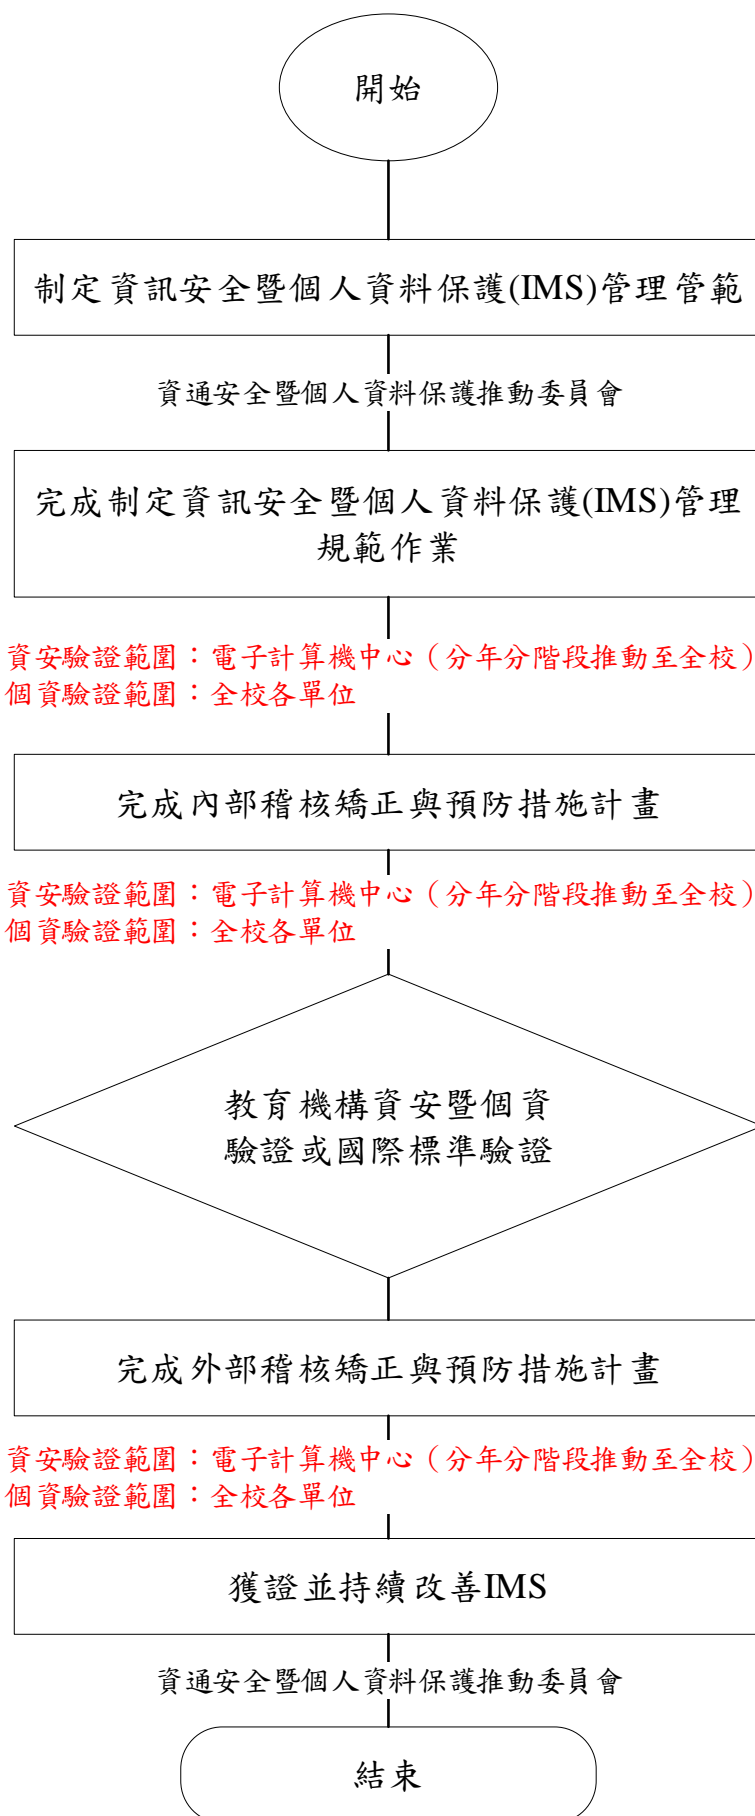 開始
制定資訊安全暨個人資料保護(IMS)管理管範
資通安全暨個人資料保護推動委員會
完成制定資訊安全暨個人資料保護(IMS)管理
規範作業
資安驗證範圍：電子計算機中心（分年分階段推動至全校）
個資驗證範圍：全校各單位
完成內部稽核矯正與預防措施計畫
資安驗證範圍：電子計算機中心（分年分階段推動至全校）
個資驗證範圍：全校各單位
教育機構資安暨個資
驗證或國際標準驗證
完成外部稽核矯正與預防措施計畫
資安驗證範圍：電子計算機中心（分年分階段推動至全校）
個資驗證範圍：全校各單位
獲證並持續改善IMS
資通安全暨個人資料保護推動委員會
結束